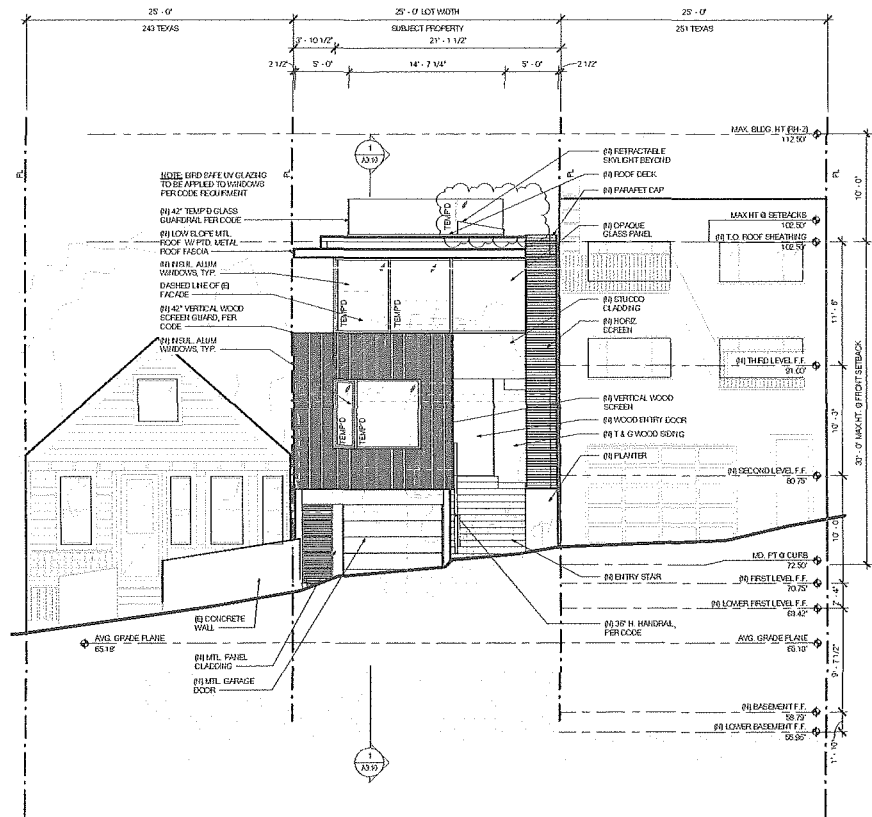 25' - 0"
25' - 0" LOT WIDTH
25' - 0"
243 TEXAS
SUBJECT PROPERTY
251 TEXAS
3' - 10 1/2"
21' - 1 1/2"
2 1/2"
5' - 0"
14' - 7 1/4"
5' - 0"
2 1/2"
PL
PL
PL
PL
MAX. BLDG. HT (RH-2)
112.50'
1
A3.10
(N) RETRACTABLE
SKYLIGHT BEYOND
(N) ROOF DECK
(N) PARAPET CAP
NOTE: BIRD SAFE UV GLAZING
TO BE APPLIED TO WINDOWS
PER CODE REQUIRMENT
(N) 42" TEMP'D GLASS
GUARDRAIL PER CODE
(N) LOW SLOPE MTL.
ROOF W/ PTD. METAL
ROOF FASCIA
(N) INSUL. ALUM
WINDOWS, TYP.
DASHED LINE OF (E)
FACADE
(N) 42" VERTICAL WOOD
SCREEN GUARD, PER
CODE
(N) INSUL. ALUM
WINDOWS, TYP.
TEMP'D
TEMP'D
TEMP'D
TEMP'D
TEMP'D
(N) OPAQUE
GLASS PANEL
(N) STUCCO
CLADDING
(N) HORIZ.
SCREEN
(N) VERTICAL WOOD
SCREEN
(N) WOOD ENTRY DOOR
(N) T & G WOOD SIDING
(N) PLANTER
MAX HT @ SETBACKS
102.50'
(N) T.O. ROOF SHEATHING
102.50'
(N) THIRD LEVEL F.F.
91.00'
(N) SECOND LEVEL F.F.
80.75'
MID. PT @ CURB
72.50'
(N) FIRST LEVEL F.F.
70.75'
(N) LOWER FIRST LEVEL F.F.
68.42'
AVG. GRADE PLANE
65.18'
AVG. GRADE PLANE
(N) BASEMENT F.F.
58.79'
(N) LOWER BASEMENT F.F.
56.96'
10' - 0"
11' - 6"
10' - 3"
10' - 0"
9' - 7 1/2"
1' - 10"
30' - 0" MAX HT. @ FRONT SETBACK
(N) ENTRY STAIR
(N) 36" H. HANDRAIL,
PER CODE
(E) CONCRETE
WALL
(N) MTL. PANEL
CLADDING
(N) MTL. GARAGE
DOOR
1
A3.10